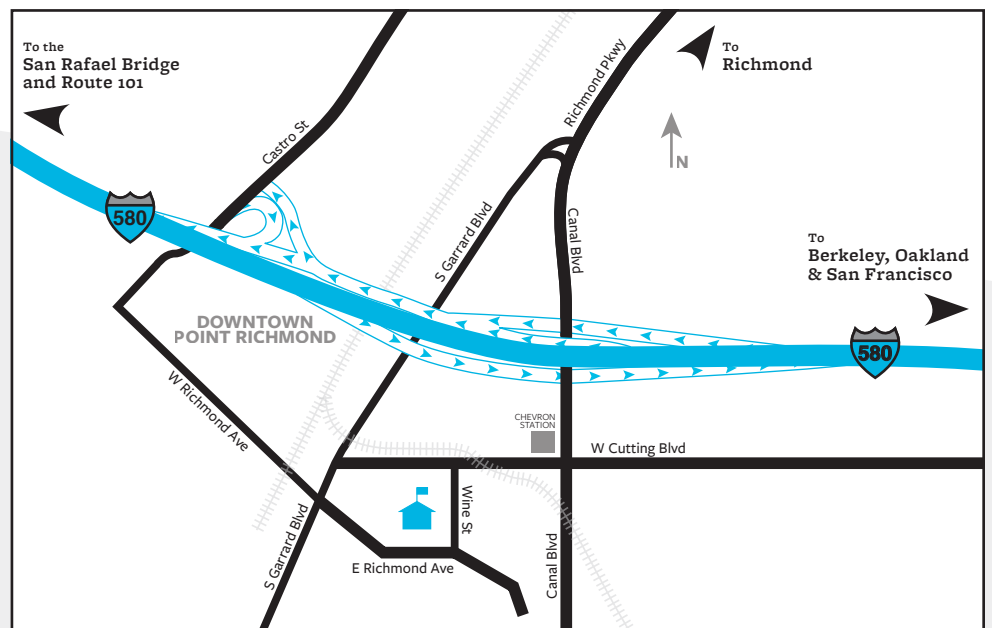 To the
San Rafael Bridge
and Route 101
To
Richmond
Richmond Pkwy
Castro St
N
580
S Garrard Blvd
Canal Blvd
To
Berkeley, Oakland
& San Francisco
DOWNTOWN
POINT RICHMOND
580
W Richmond Ave
CHEVRON
STATION
W Cutting Blvd
Wine St
S Garrard Blvd
E Richmond Ave
Canal Blvd